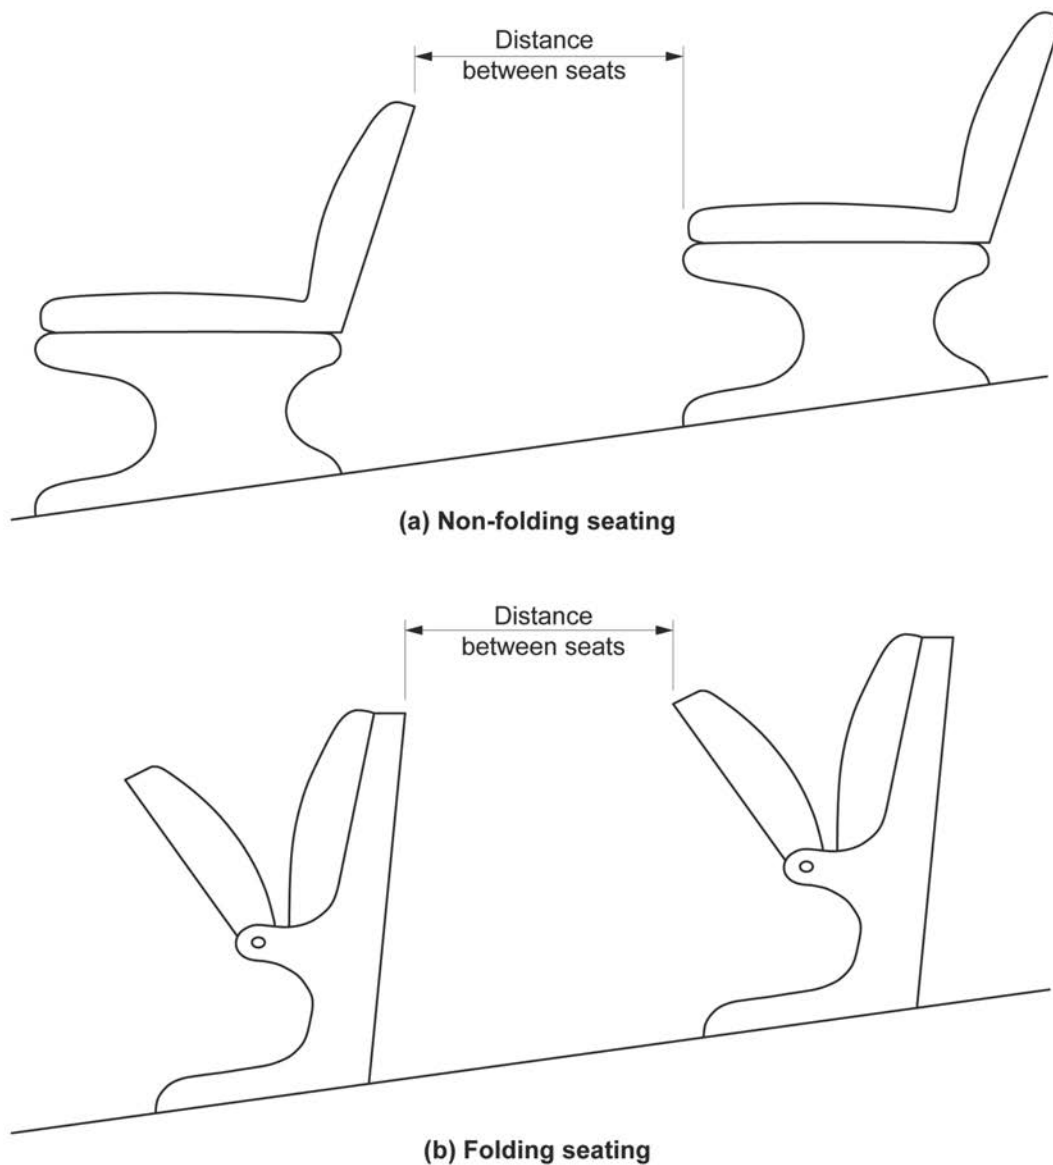 Distance
between seats
(a) Non-folding seating
Distance
between seats
(b) Folding seating